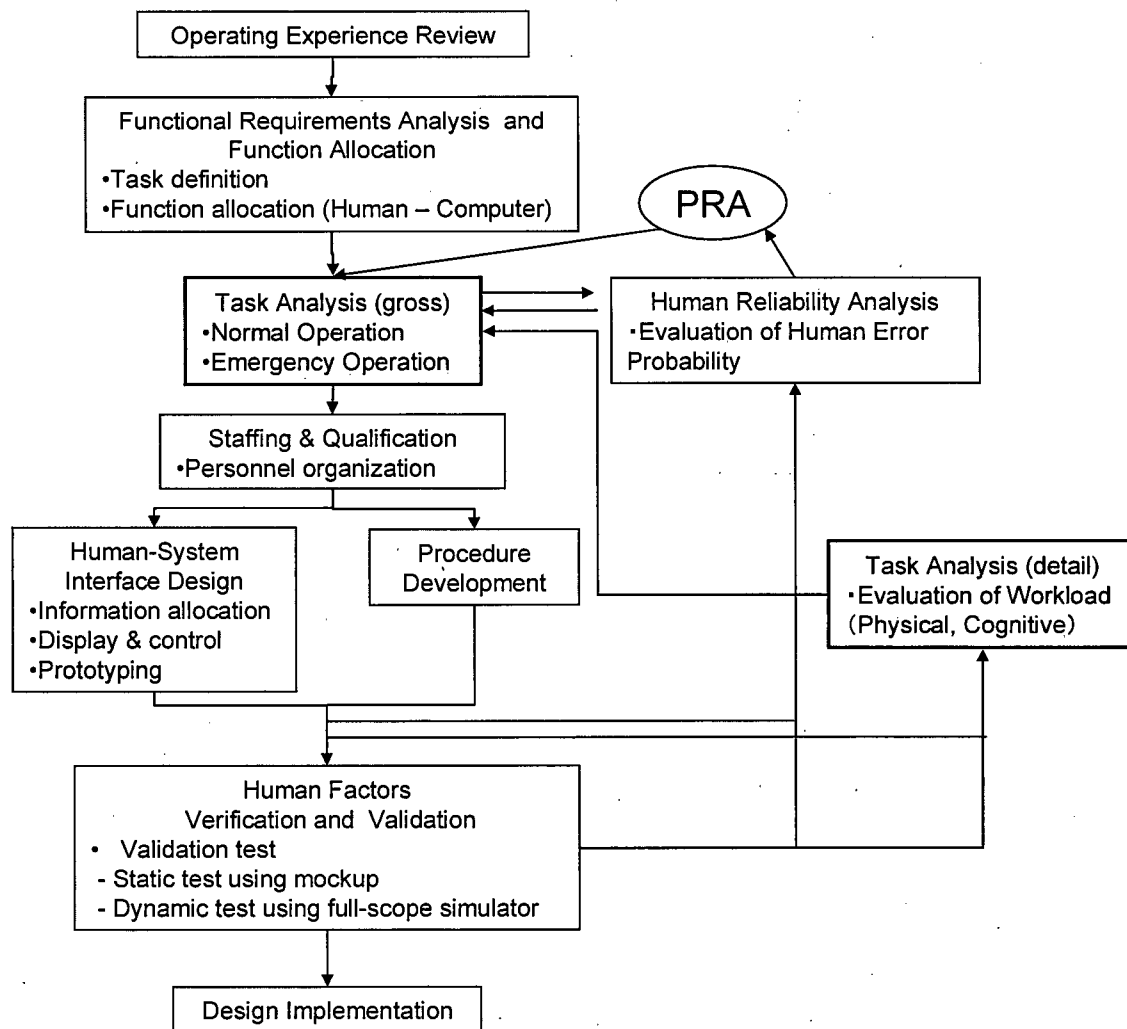 Operating Experience Review
Functional Requirements Analysis and
Function Allocation
•Task definition
•Function allocation (Human – Computer)
PRA
Task Analysis (gross)
•Normal Operation
•Emergency Operation
Human Reliability Analysis
・Evaluation of Human Error
Probability
Staffing & Qualification
•Personnel organization
Human-System
Interface Design
•Information allocation
•Display & control
•Prototyping
Procedure
Development
Task Analysis (detail)
・Evaluation of Workload
(Physical, Cognitive)
Human Factors
Verification and Validation
• Validation test
- Static test using mockup
- Dynamic test using full-scope simulator
Design Implementation